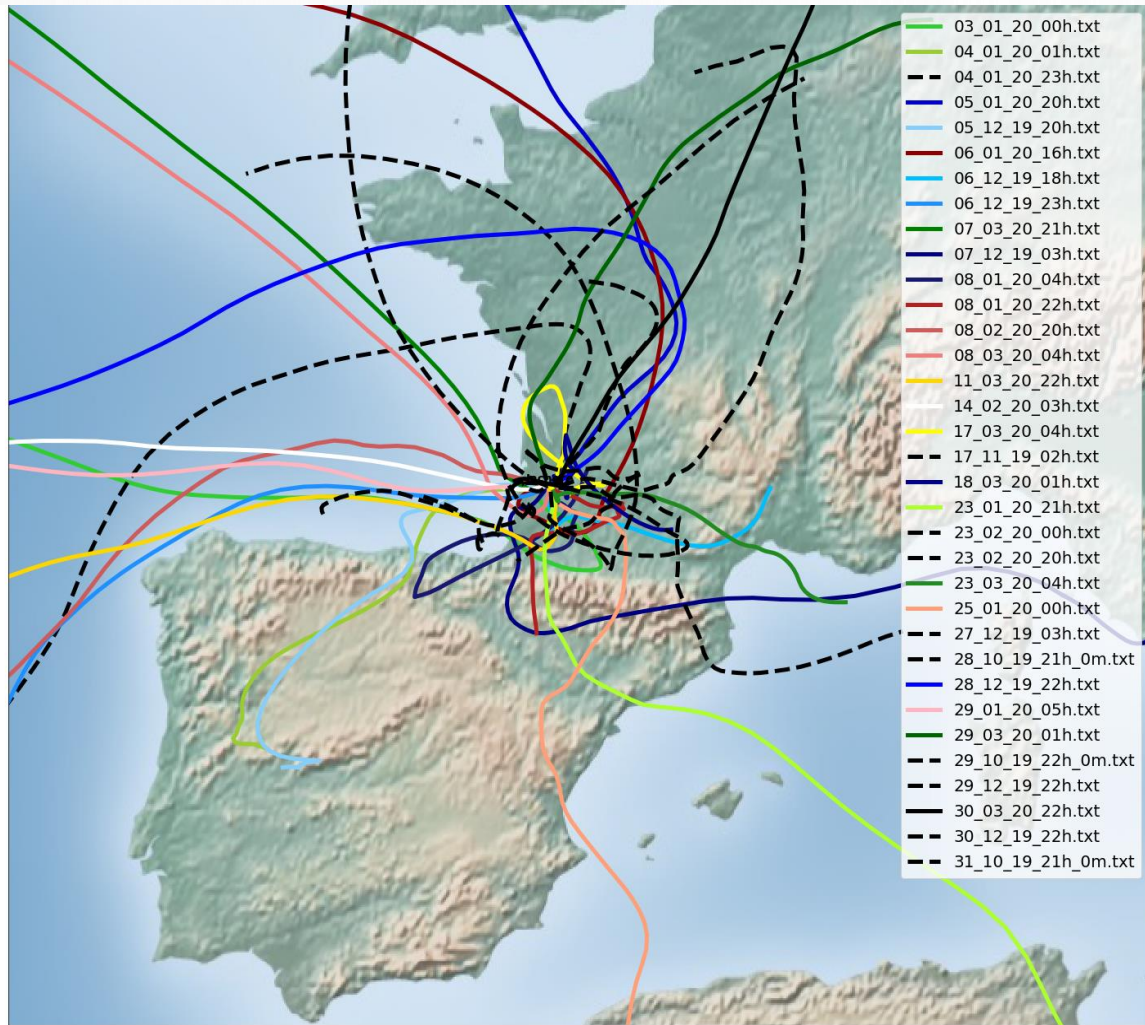 03_01_20_00h.txt
04_01_20_01h.txt
04_01_20_23h.txt
05_01_20_20h.txt
05_12_19_20h.txt
06_01_20_16h.txt
06_12_19_18h.txt
06_12_19_23h.txt
07_03_20_21h.txt
07_12_19_03h.txt
08_01_20_04h.txt
08_01_20_22h.txt
08_02_20_20h.txt
08_03_20_04h.txt
11_03_20_22h.txt
14_02_20_03h.txt
17_03_20_04h.txt
17_11_19_02h.txt
18_03_20_01h.txt
23_01_20_21h.txt
23_02_20_00h.txt
23_02_20_20h.txt
23_03_20_04h.txt
25_01_20_00h.txt
27_12_19_03h.txt
28_10_19_21h_0m.txt
28_12_19_22h.txt
29_01_20_05h.txt
29_03_20_01h.txt
29_10_19_22h_0m.txt
29_12_19_22h.txt
30_03_20_22h.txt
30_12_19_22h.txt
31_10_19_21h_0m.txt